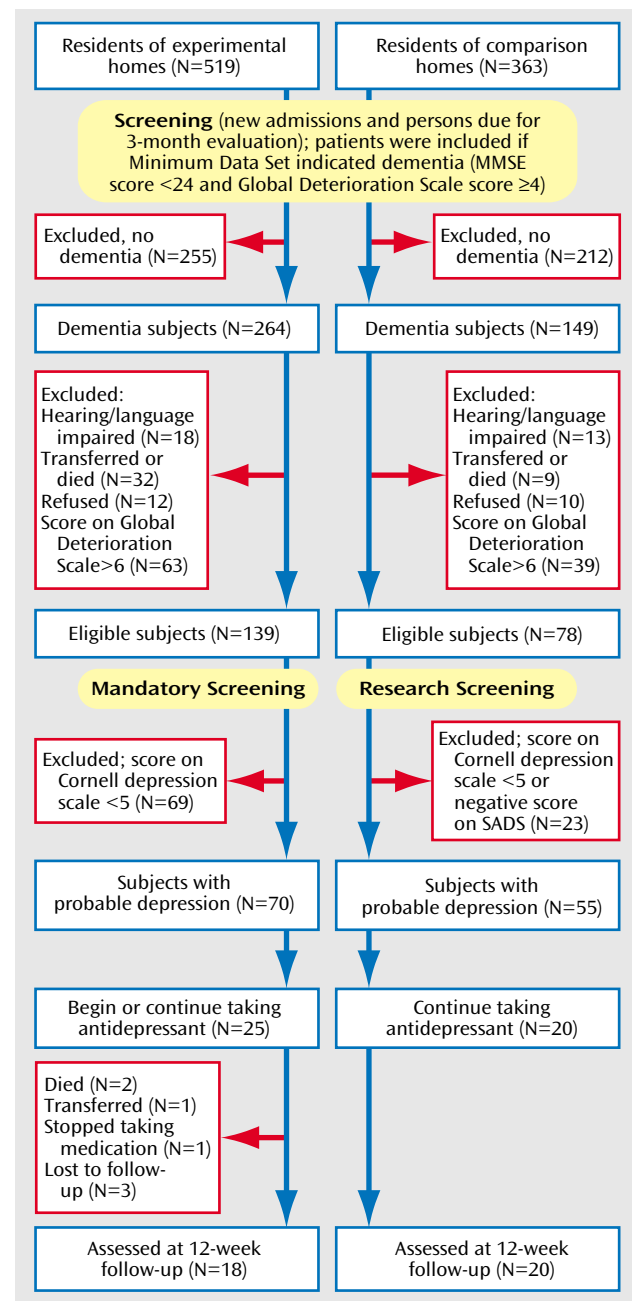 Residents of experimental
homes (N=519)
Residents of comparison
homes (N=363)
Screening (new admissions and persons due for
3-month evaluation); patients were included if
Minimum Data Set indicated dementia (MMSE
score <24 and Global Deterioration Scale score ≥4)
Excluded, no
dementia (N=255)
Excluded, no
dementia (N=212)
Dementia subjects (N=264)
Dementia subjects (N=149)
Excluded:
Hearing/language
impaired (N=18)
Transferred or
died (N=32)
Refused (N=12)
Score on Global
Deterioration
Scale>6 (N=63)
Excluded:
Hearing/language
impaired (N=13)
Transfered or
died (N=9)
Refused (N=10)
Score on Global
Deterioration
Scale>6 (N=39)
Eligible subjects (N=139)
Eligible subjects (N=78)
Mandatory Screening
Research Screening
Excluded; score on
Cornell depression
scale <5 (N=69)
Excluded; score on
Cornell depression
scale <5 or
negative score
on SADS (N=23)
Subjects with
probable depression (N=70)
Subjects with
probable depression (N=55)
Begin or continue taking
antidepressant (N=25)
Continue taking
antidepressant (N=20)
Died (N=2)
Transferred (N=1)
Stopped taking
medication (N=1)
Lost to follow-
up (N=3)
Assessed at 12-week
follow-up (N=18)
Assessed at 12-week
follow-up (N=20)